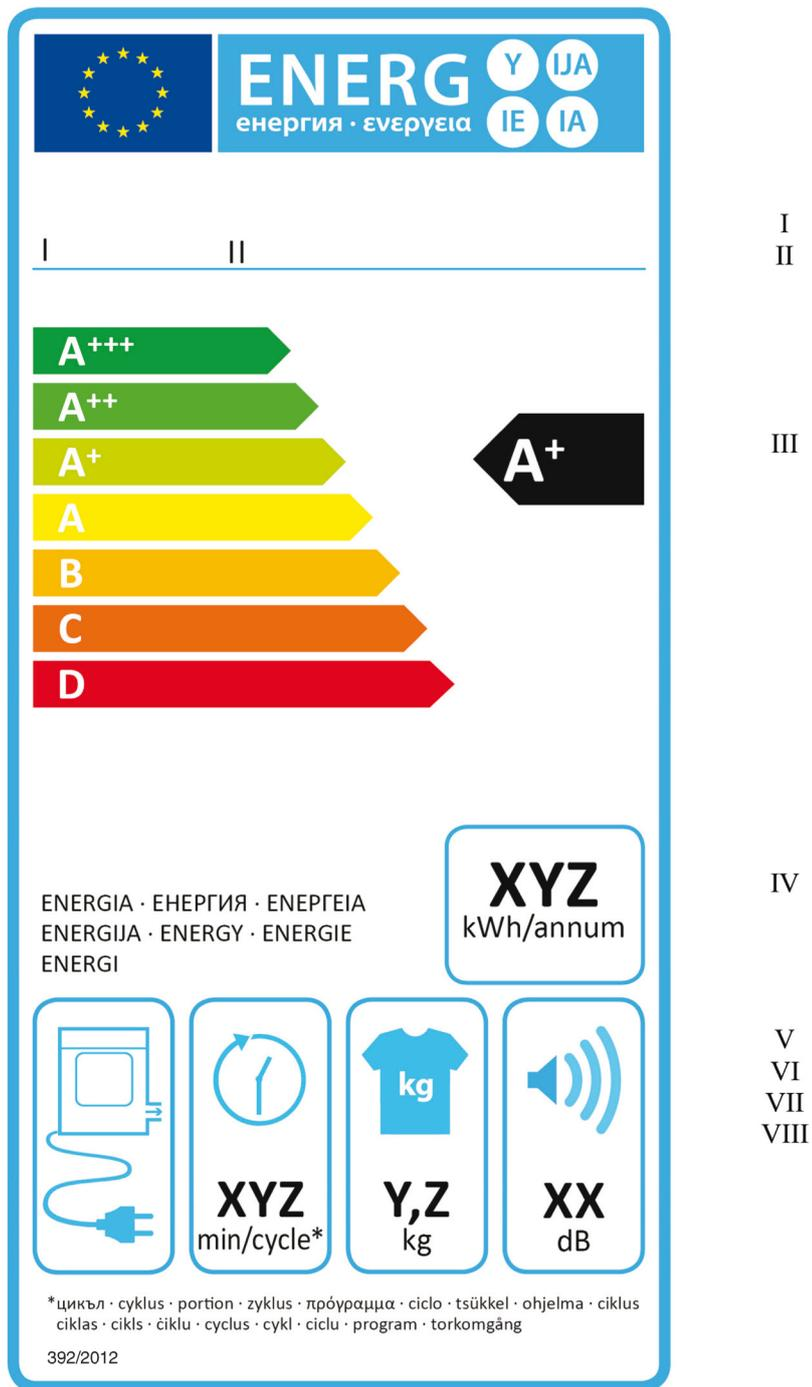 ENERG Y IJA
енергия · ενεργεια IE IA
I
I II
II
A+++
A++
A+ A+ III
A
B
C
D
XYZ
kWh/annum
IV
ENERGIA · ЕНЕРГИЯ · ΕΝΕΡΓΕΙΑ
ENERGIJA · ENERGY · ENERGIE
ENERGI
V
VI
VII
VIII
kg
XYZ Y,Z XX
min/cycle* kg dB
*цикъл · cyklus · portion · zyklus · πρόγραμμα · ciclo · tsükkel · ohjelma · ciklus
ciklas · cikls · ċiklu · cyclus · cykl · ciclu · program · torkomgång
392/2012